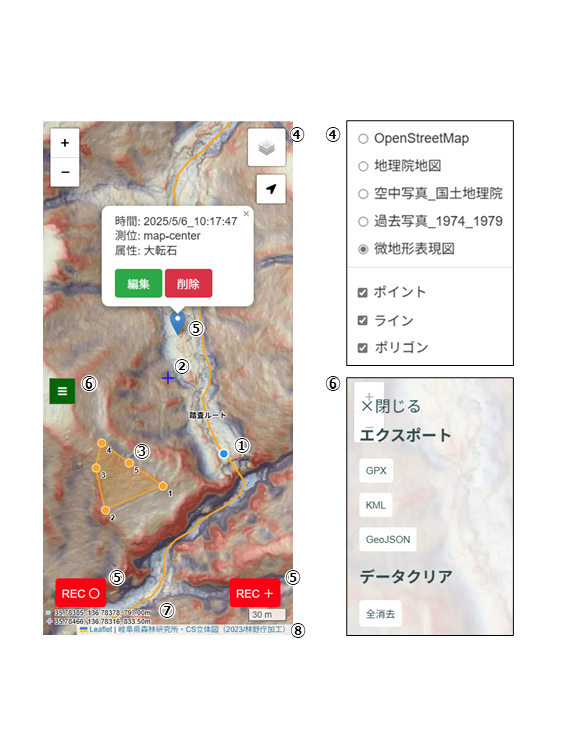 +
−
④
時間: 2025/5/6_10:17:47
測位: map-center
属性: 大転石
編集 削除
×
⑤
②
⑥
踏査ルート
①
③
4
5
3
1
2
⑤
REC ○
REC +
⑤
35.78385, 136.78378 797.00m
+ 35.78466, 136.78316, 833.50m
⑦
30 m
Leaflet | 岐阜県森林研究所・CS立体図（2023/林野庁加工）
⑧
④
OpenStreetMap
地理院地図
空中写真_国土地理院
過去写真_1974_1979
微地形表現図
ポイント
ライン
ポリゴン
⑥
+
×閉じる
エクスポート
GPX
KML
GeoJSON
データクリア
全消去